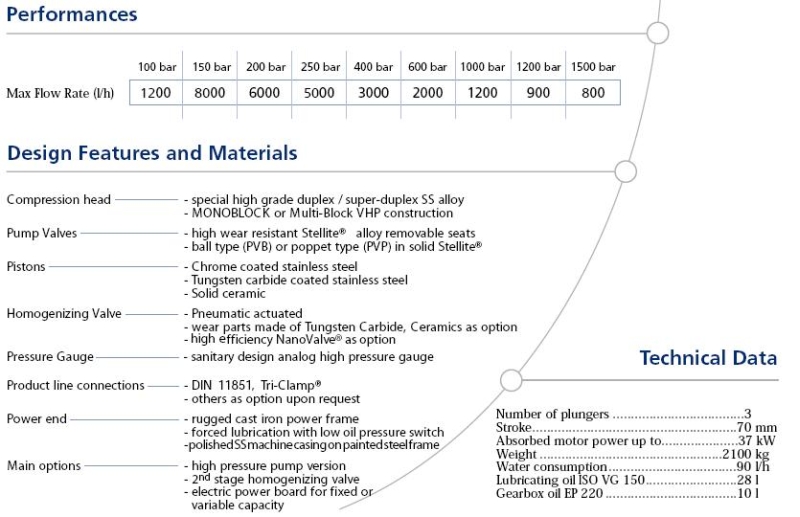 Performances
100 bar 150 bar 200 bar 250 bar 400 bar 600 bar 1000 bar 1200 bar 1500 bar
Max Flow Rate (l/h) 1200 8000 6000 5000 3000 2000 1200 900 800
Design Features and Materials
Compression head - special high grade duplex / super-duplex SS alloy
- MONOBLOCK or Multi-Block VHP construction
Pump Valves - high wear resistant Stellite® alloy removable seats
- ball type (PVB) or poppet type (PVP) in solid Stellite®
Pistons - Chrome coated stainless steel
- Tungsten carbide coated stainless steel
- Solid ceramic
Homogenizing Valve - Pneumatic actuated
- wear parts made of Tungsten Carbide, Ceramics as option
- high efficiency NanoValve® as option
Pressure Gauge - sanitary design analog high pressure gauge
Product line connections - DIN 11851, Tri-Clamp®
- others as option upon request
Power end - rugged cast iron power frame
- forced lubrication with low oil pressure switch
-polished SS machine casing on painted steel frame
Main options - high pressure pump version
- 2nd stage homogenizing valve
- electric power board for fixed or
variable capacity
Technical Data
Number of plungers ..................................3
Stroke.....................................................70 mm
Absorbed motor power up to....................37 kW
Weight ................................................2100 kg
Water consumption.................................90 l/h
Lubricating oil ISO VG 150........................28 l
Gearbox oil EP 220 ..................................10 l